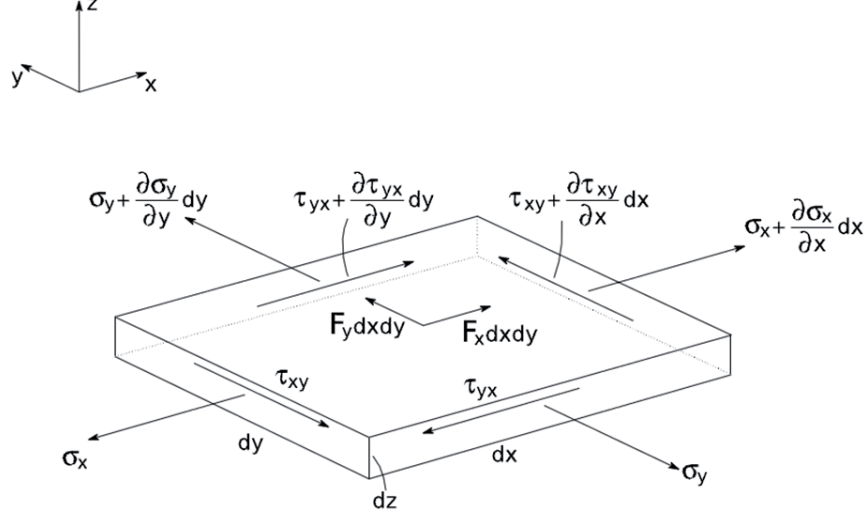 z
y
x
σy + ∂σy/∂y dy
τyx + ∂τyx/∂y dy
τxy + ∂τxy/∂x dx
σx + ∂σx/∂x dx
Fydxdy
Fxdxdy
τxy
τyx
σx
dy
dx
σy
dz